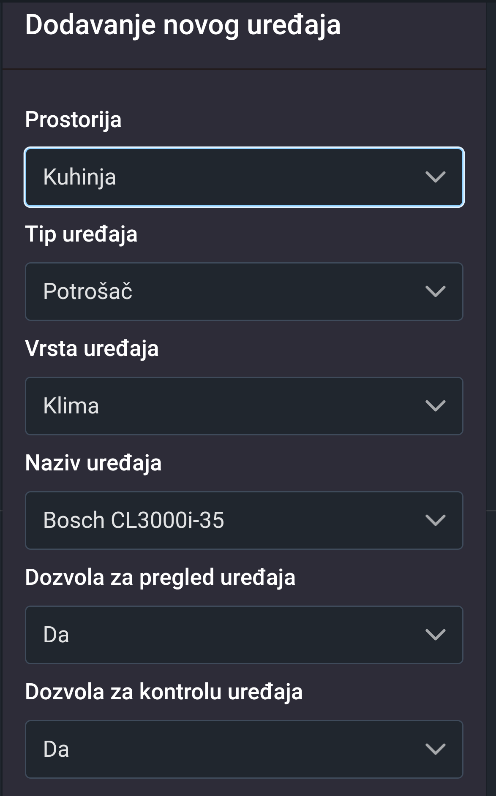 Dodavanje novog uređaja
Prostorija
Kuhinja
Tip uređaja
Potrošač
Vrsta uređaja
Klima
Naziv uređaja
Bosch CL3000i-35
Dozvola za pregled uređaja
Da
Dozvola za kontrolu uređaja
Da